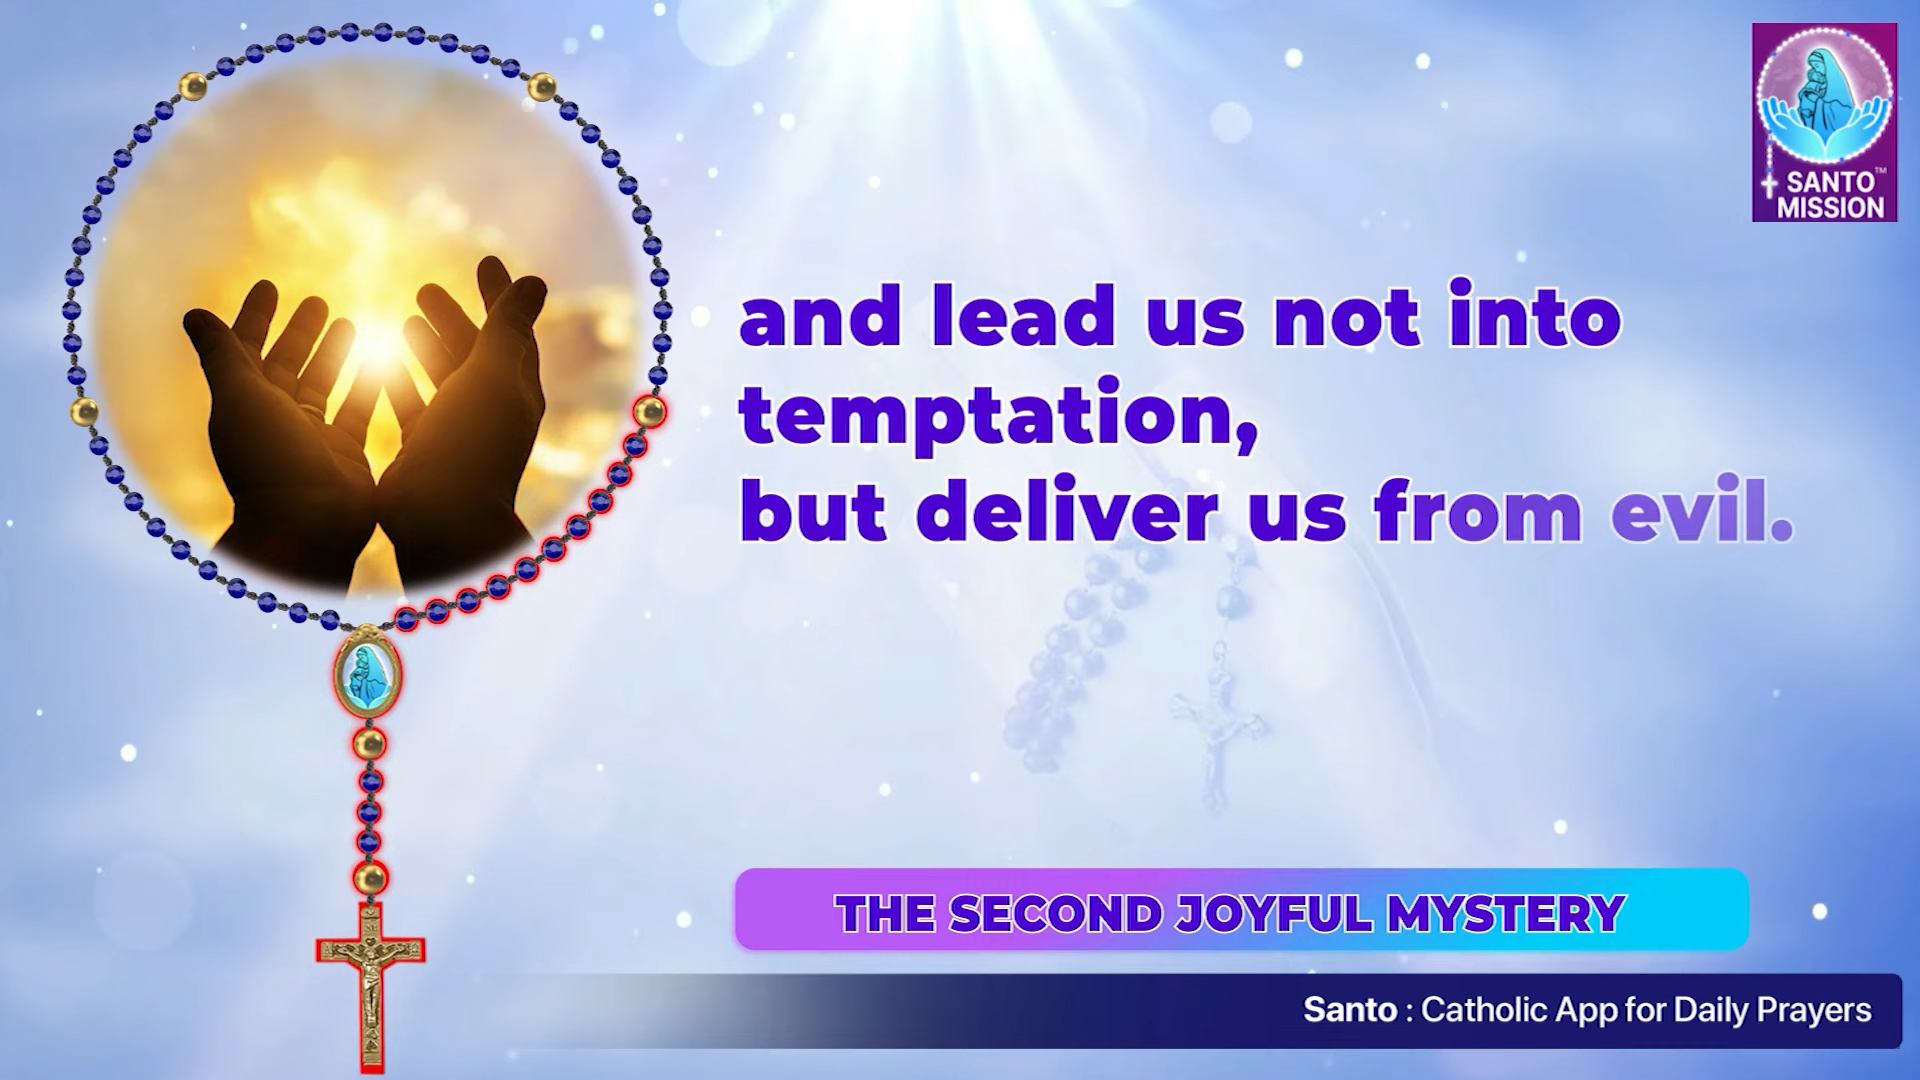 SANTO™
MISSION
and lead us not into
temptation,
but deliver us from evil.
THE SECOND JOYFUL MYSTERY
Santo : Catholic App for Daily Prayers